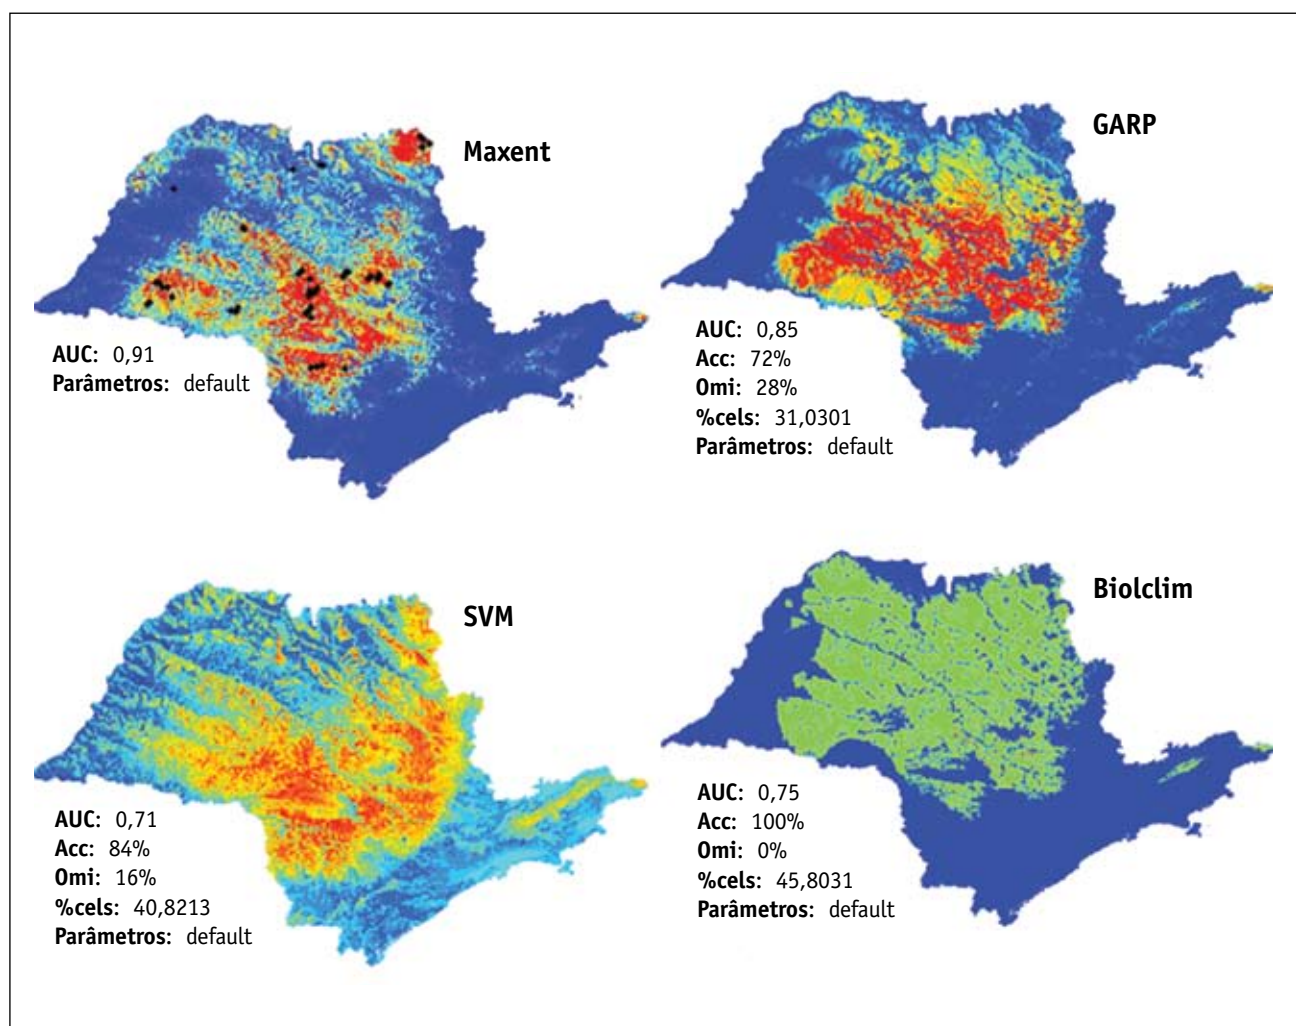 Maxent
AUC: 0,91
Parâmetros: default
GARP
AUC: 0,85
Acc: 72%
Omi: 28%
%cels: 31,0301
Parâmetros: default
SVM
AUC: 0,71
Acc: 84%
Omi: 16%
%cels: 40,8213
Parâmetros: default
Biolclim
AUC: 0,75
Acc: 100%
Omi: 0%
%cels: 45,8031
Parâmetros: default